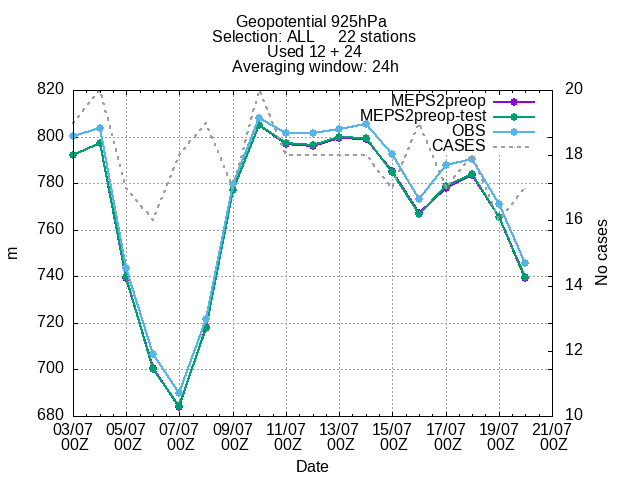 Geopotential 925hPa
Selection: ALL 22 stations
Used 12 + 24
Averaging window: 24h
MEPS2preop
MEPS2preop-test
OBS
CASES
820
800
780
760
740
720
700
680
m
20
18
16
14
12
10
No cases
03/07 05/07 07/07 09/07 11/07 13/07 15/07 17/07 19/07 21/07
00Z 00Z 00Z 00Z 00Z 00Z 00Z 00Z 00Z 00Z
Date